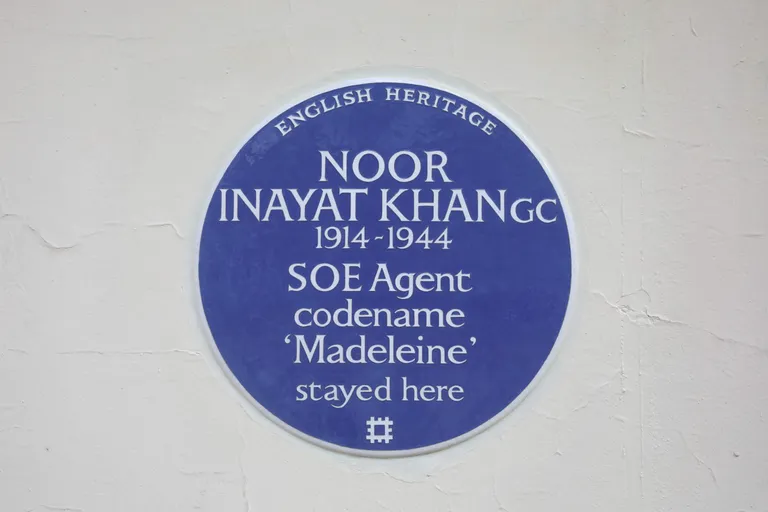 ENGLISH HERITAGE
NOOR
INAYAT KHAN GC
1914-1944
SOE Agent
codename
‘Madeleine’
stayed here